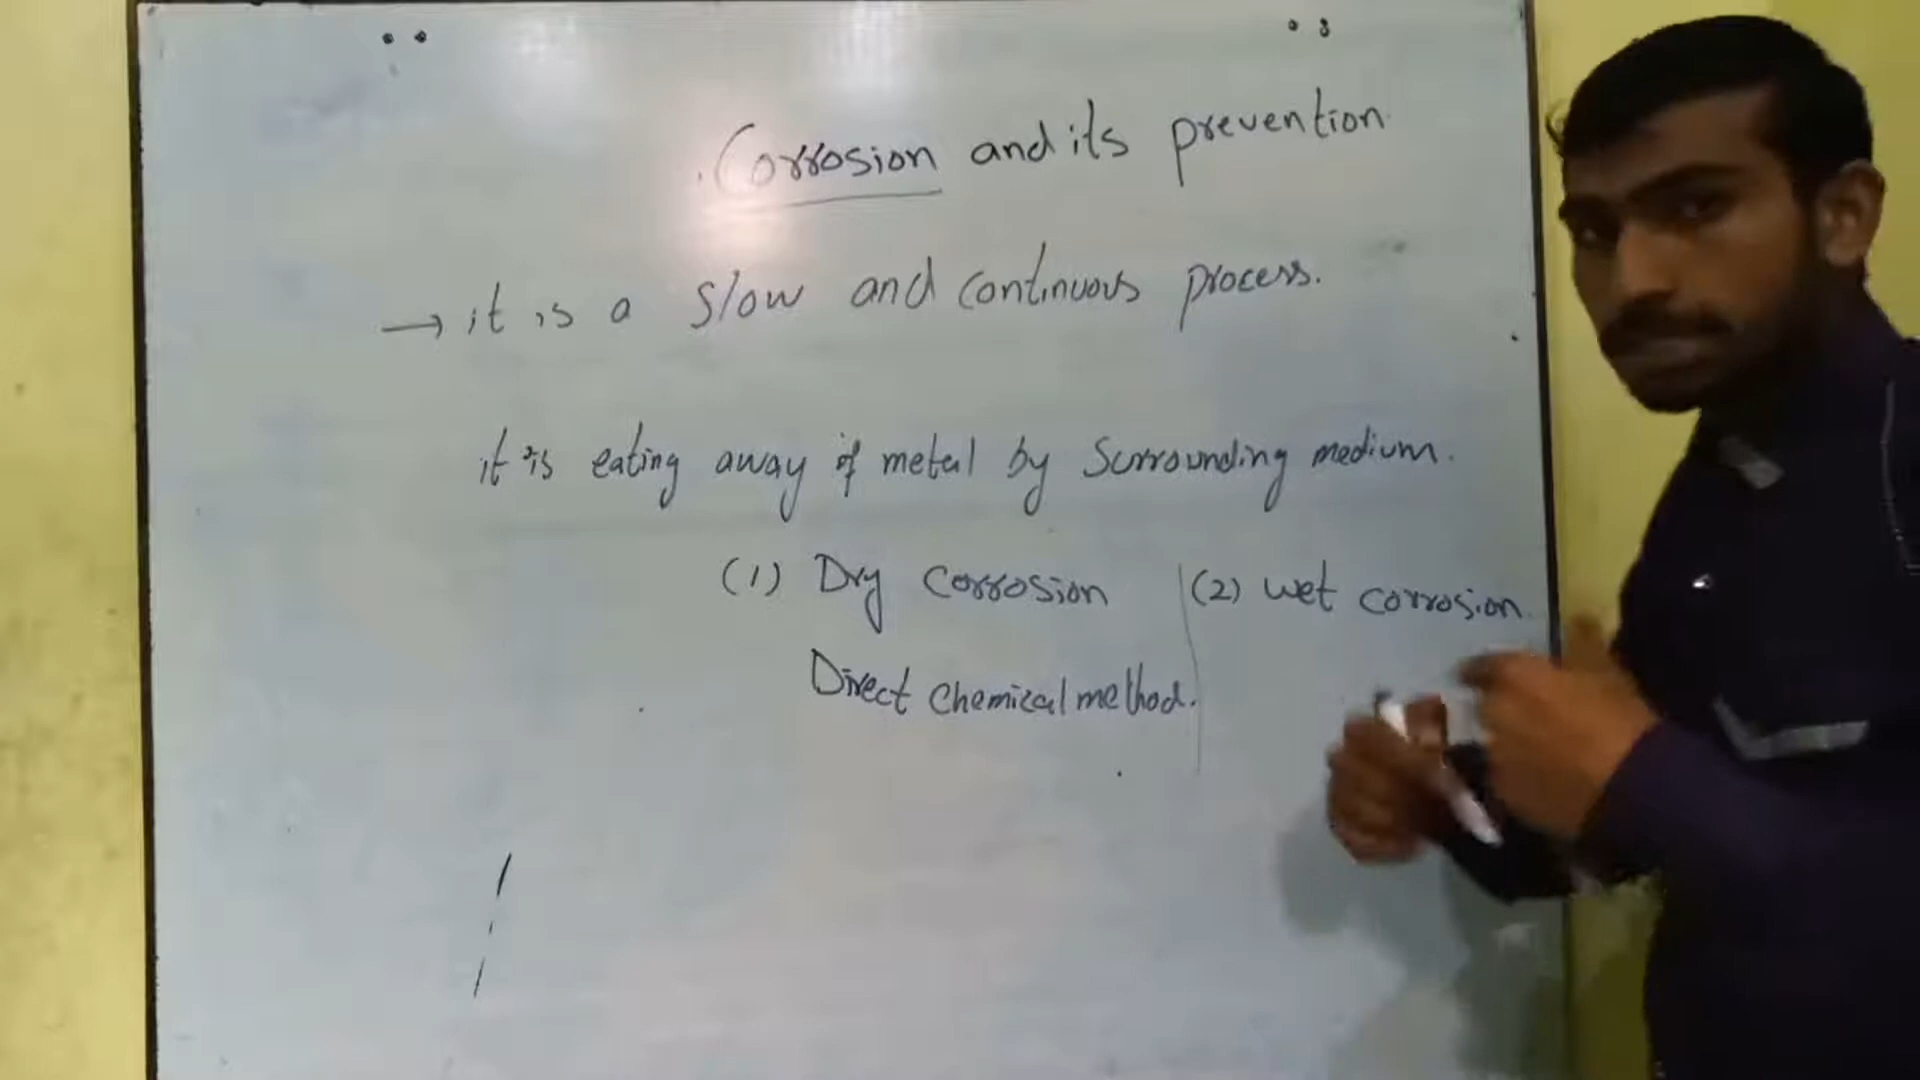 Corrosion and its prevention
→ it is a slow and continuous process.
it is eating away of metal by Surrounding medium.
(1) Dry Corrosion
Direct Chemical method.
(2) wet corrosion.